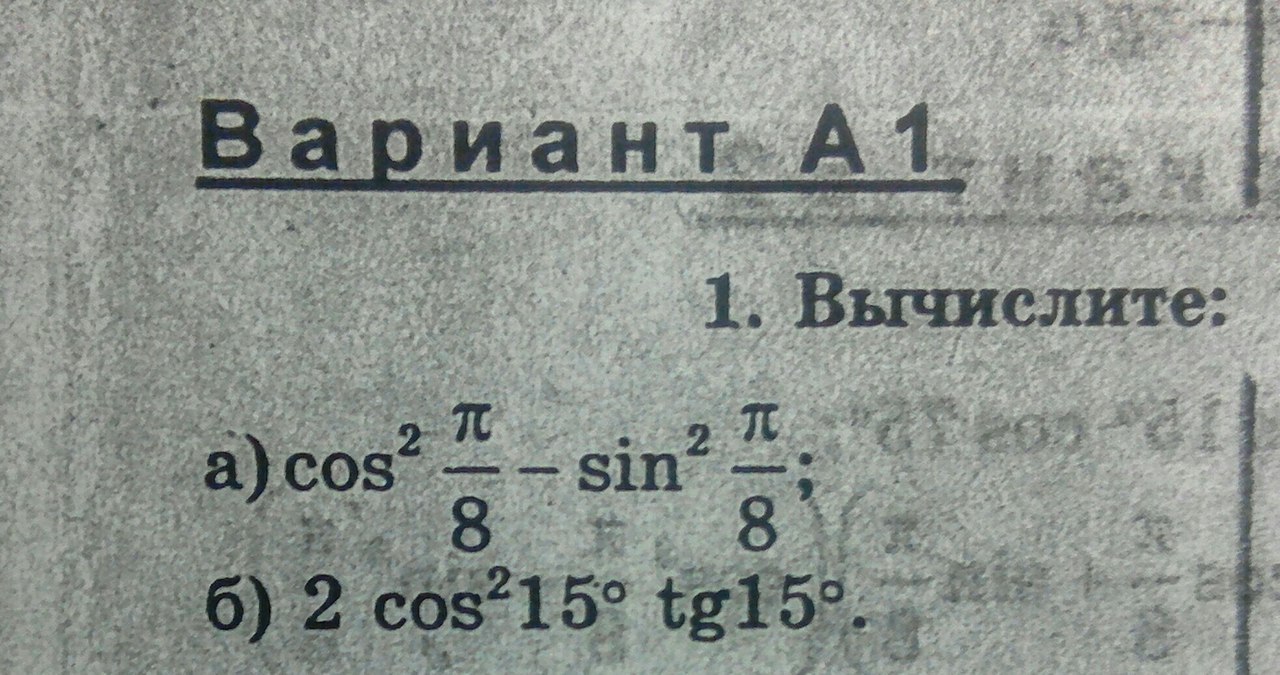 Вариант А1
1. Вычислите:
а) cos² π/8 – sin² π/8;
б) 2 cos²15° tg15°.